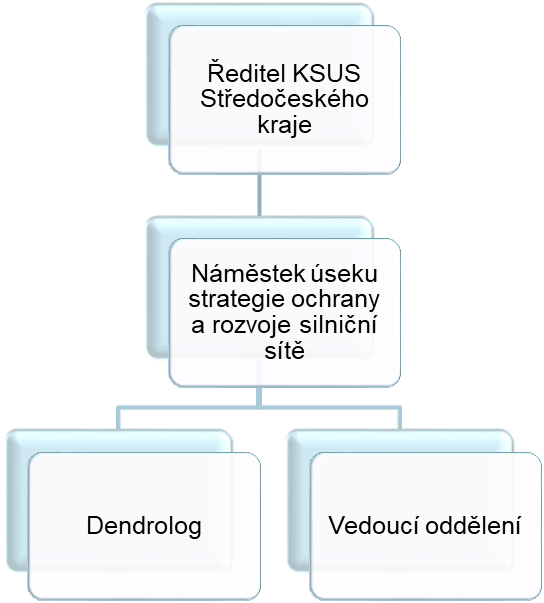 Ředitel KSUS
Středočeského
kraje
Náměstek úseku
strategie ochrany
a rozvoje silniční
sítě
Dendrolog
Vedoucí oddělení